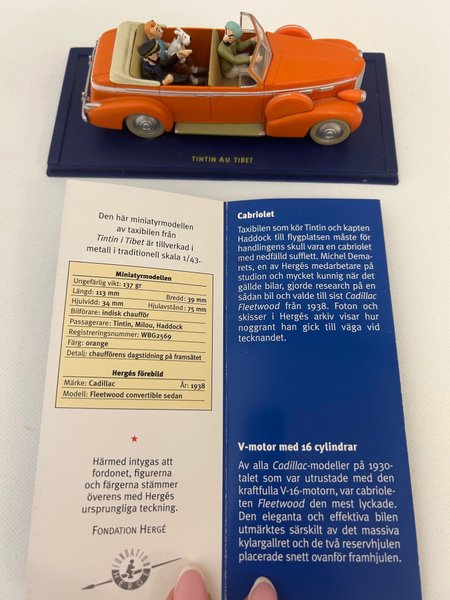 TINTIN AU TIBET
Den här miniatyrmodellen
av taxibilen från
Tintin i Tibet är tillverkad i
metall i traditionell skala 1/43.
Miniatyrmodellen
Ungefärlig vikt: 137 gr
Längd: 113 mm Bredd: 39 mm
Hjulvidd: 34 mm Hjulavstånd: 75 mm
Bilförare: indisk chaufför
Passagerare: Tintin, Milou, Haddock
Registreringsnummer: WBG2569
Färg: orange
Detalj: chaufförens dagstidning på framsätet
Hergés förebild
Märke: Cadillac År: 1938
Modell: Fleetwood convertible sedan
Härmed intygas att
fordonet, figurerna
och färgerna stämmer
överens med Hergés
ursprungliga teckning.
FONDATION HERGÉ
FONDATION
HERGÉ
Cabriolet
Taxibilen som kör Tintin och kapten
Haddock till flygplatsen måste för
handlingens skull vara en cabriolet
med nedfälld sufflett. Michel Dema-
rets, en av Hergés medarbetare på
studion och mycket kunnig när det
gällde bilar, gjorde research på en
sådan bil och valde till sist Cadillac
Fleetwood från 1938. Foton och
skisser i Hergés arkiv visar hur
noggrant han gick till väga vid
tecknandet.
V-motor med 16 cylindrar
Av alla Cadillac-modeller på 1930-
talet som var utrustade med den
kraftfulla V-16-motorn, var cabriole-
ten Fleetwood den mest lyckade.
Den eleganta och effektiva bilen
utmärktes särskilt av det massiva
kylargallret och de två reservhjulen
placerade snett ovanför framhjulen.